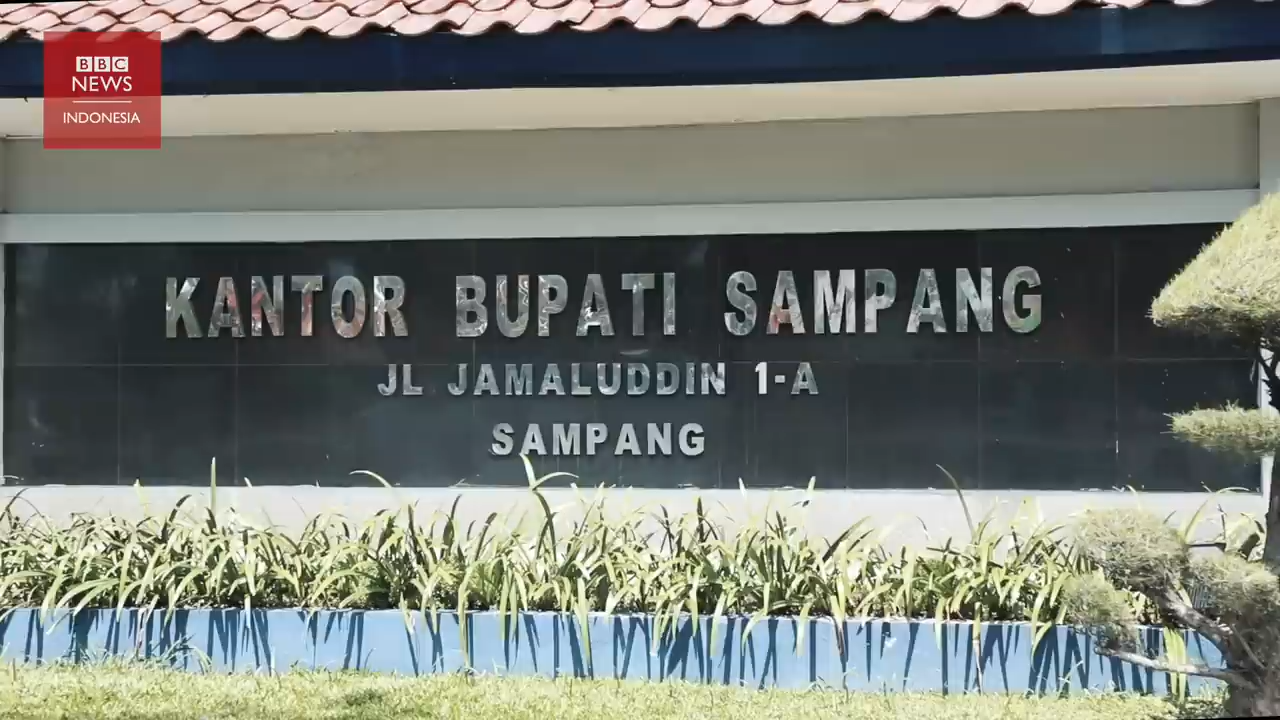 BBC
NEWS
INDONESIA
KANTOR BUPATI SAMPANG
JL JAMALUDDIN 1-A
SAMPANG